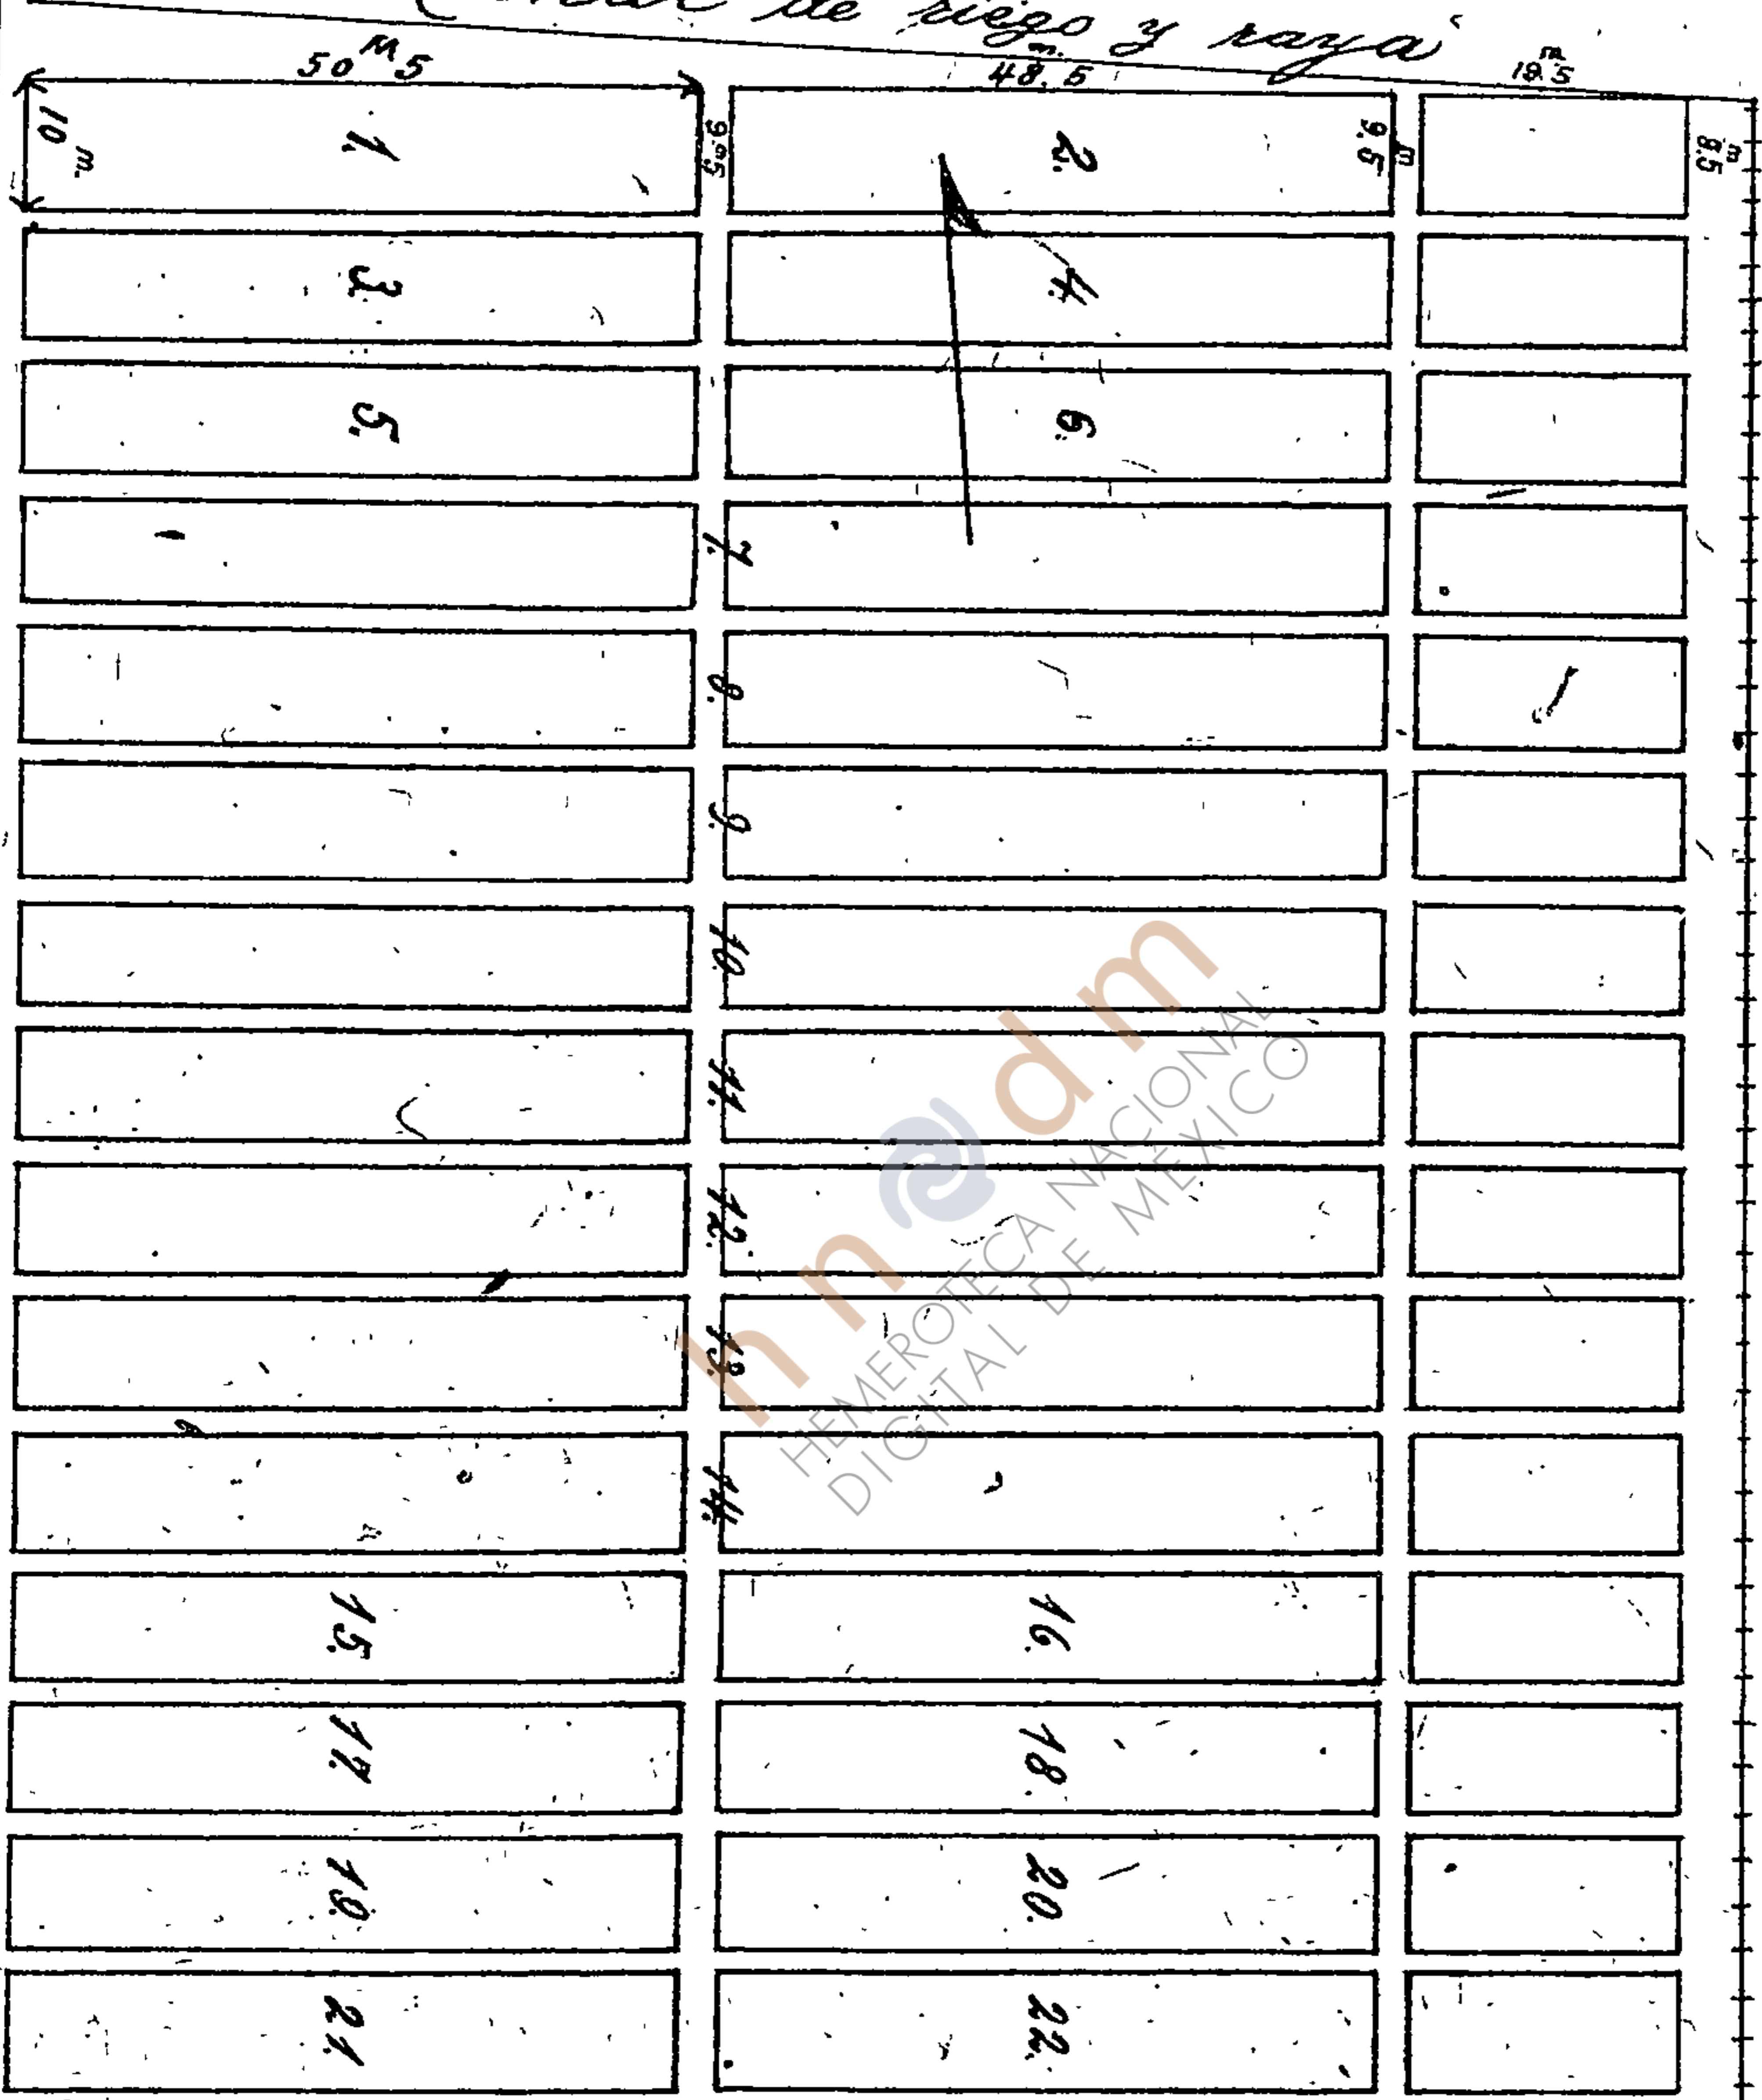 de riego y raya
50 M 5
48.5 m.
19.5 m
10 m.
1.
9.m5
2.
9.5 m
8.5 m
3.
4.
5.
6.
7.
8.
9.
10.
11.
12.
13.
14.
15.
16.
17.
18.
19.
20.
21.
22.
hndm
HEMEROTECA NACIONAL
DIGITAL DE MÉXICO